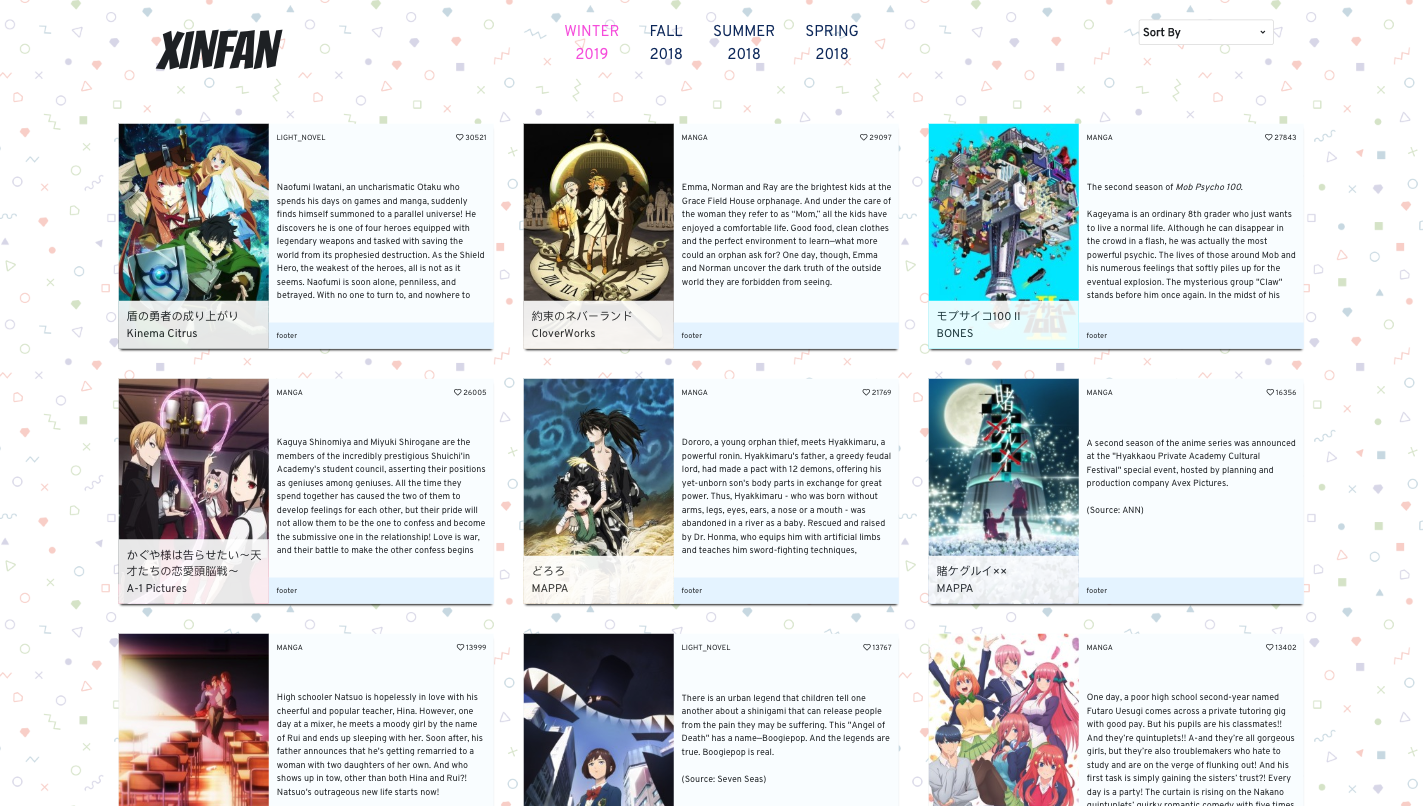 XINFAN
WINTER
2019
FALL
2018
SUMMER
2018
SPRING
2018
Sort By
LIGHT_NOVEL
30521
Naofumi Iwatani, an uncharismatic Otaku who
spends his days on games and manga, suddenly
finds himself summoned to a parallel universe! He
discovers he is one of four heroes equipped with
legendary weapons and tasked with saving the
world from its prophesied destruction. As the Shield
Hero, the weakest of the heroes, all is not as it
seems. Naofumi is soon alone, penniless, and
betrayed. With no one to turn to, and nowhere to
盾の勇者の成り上がり
Kinema Citrus
footer
MANGA
29097
Emma, Norman and Ray are the brightest kids at the
Grace Field House orphanage. And under the care of
the woman they refer to as “Mom,” all the kids have
enjoyed a comfortable life. Good food, clean clothes
and the perfect environment to learn—what more
could an orphan ask for? One day, though, Emma
and Norman uncover the dark truth of the outside
world they are forbidden from seeing.
約束のネバーランド
CloverWorks
footer
MANGA
27843
The second season of Mob Psycho 100.
Kageyama is an ordinary 8th grader who just wants
to live a normal life. Although he can disappear in
the crowd in a flash, he was actually the most
powerful psychic. The lives of those around Mob and
his numerous feelings that softly piles up for the
eventual explosion. The mysterious group "Claw"
stands before him once again. In the midst of his
モブサイコ100 II
BONES
footer
MANGA
26005
Kaguya Shinomiya and Miyuki Shirogane are the
members of the incredibly prestigious Shuichi'in
Academy's student council, asserting their positions
as geniuses among geniuses. All the time they
spend together has caused the two of them to
develop feelings for each other, but their pride will
not allow them to be the one to confess and become
the submissive one in the relationship! Love is war,
and their battle to make the other confess begins
かぐや様は告らせたい～天
才たちの恋愛頭脳戦～
A-1 Pictures
footer
MANGA
21769
Dororo, a young orphan thief, meets Hyakkimaru, a
powerful ronin. Hyakkimaru's father, a greedy feudal
lord, had made a pact with 12 demons, offering his
yet-unborn son's body parts in exchange for great
power. Thus, Hyakkimaru - who was born without
arms, legs, eyes, ears, a nose or a mouth - was
abandoned in a river as a baby. Rescued and raised
by Dr. Honma, who equips him with artificial limbs
and teaches him sword-fighting techniques,
どろろ
MAPPA
footer
MANGA
16356
A second season of the anime series was announced
at the "Hyakkaou Private Academy Cultural
Festival" special event, hosted by planning and
production company Avex Pictures.
(Source: ANN)
賭ケグルイ××
MAPPA
footer
MANGA
13999
High schooler Natsuo is hopelessly in love with his
cheerful and popular teacher, Hina. However, one
day at a mixer, he meets a moody girl by the name
of Rui and ends up sleeping with her. Soon after, his
father announces that he's getting remarried to a
woman with two daughters of her own. And who
shows up in tow, other than both Hina and Rui?!
Natsuo's outrageous new life starts now!
LIGHT_NOVEL
13767
There is an urban legend that children tell one
another about a shinigami that can release people
from the pain they may be suffering. This "Angel of
Death" has a name—Boogiepop. And the legends are
true. Boogiepop is real.
(Source: Seven Seas)
MANGA
13402
One day, a poor high school second-year named
Futaro Uesugi comes across a private tutoring gig
with good pay. But his pupils are his classmates!!
And they're quintuplets!! A-and they're all gorgeous
girls, but they're also troublemakers who hate to
study and are on the verge of flunking out! And his
first task is simply gaining the sisters' trust?! Every
day is a party! The curtain is rising on the Nakano
quintuplets' quirky romantic comedy with five times